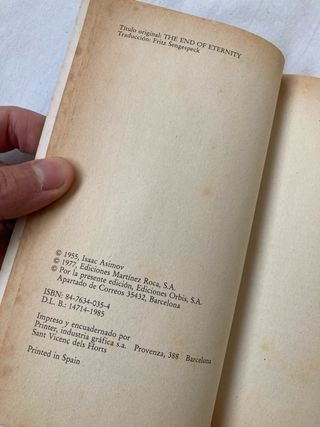 Título original: THE END OF ETERNITY
Traducción: Fritz Sengespeck
© 1955, Isaac Asimov
© 1977, Ediciones Martínez Roca, S.A.
© Por la presente edición, Ediciones Orbis, S.A.
Apartado de Correos 35432, Barcelona
ISBN: 84-7634-035-4
D. L. B.: 14714-1985
Impreso y encuadernado por
Printer, industria gráfica s.a. Provenza, 388 Barcelona
Sant Vicenç dels Horts
Printed in Spain